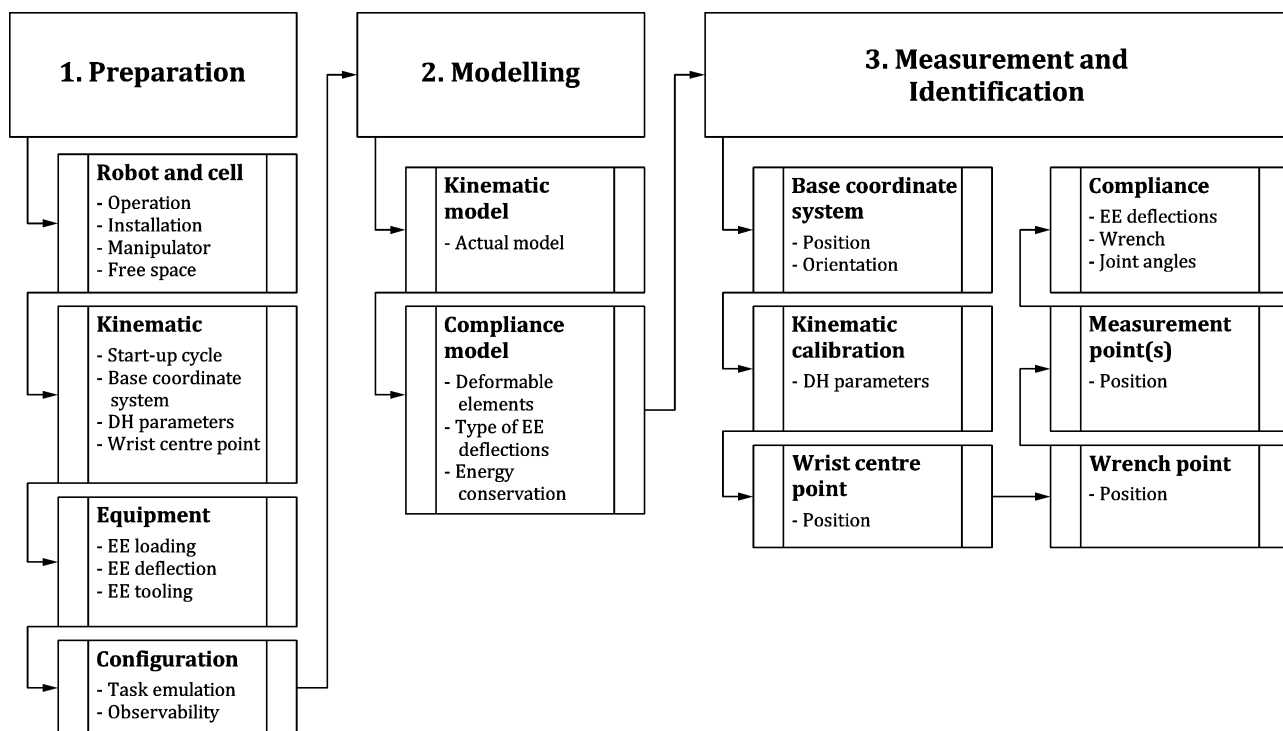 1. Preparation
Robot and cell
- Operation
- Installation
- Manipulator
- Free space
Kinematic
- Start-up cycle
- Base coordinate
system
- DH parameters
- Wrist centre point
Equipment
- EE loading
- EE deflection
- EE tooling
Configuration
- Task emulation
- Observability
2. Modelling
Kinematic
model
- Actual model
Compliance
model
- Deformable
elements
- Type of EE
deflections
- Energy
conservation
3. Measurement and
Identification
Base coordinate
system
- Position
- Orientation
Kinematic
calibration
- DH parameters
Wrist centre
point
- Position
Wrench point
- Position
Measurement
point(s)
- Position
Compliance
- EE deflections
- Wrench
- Joint angles